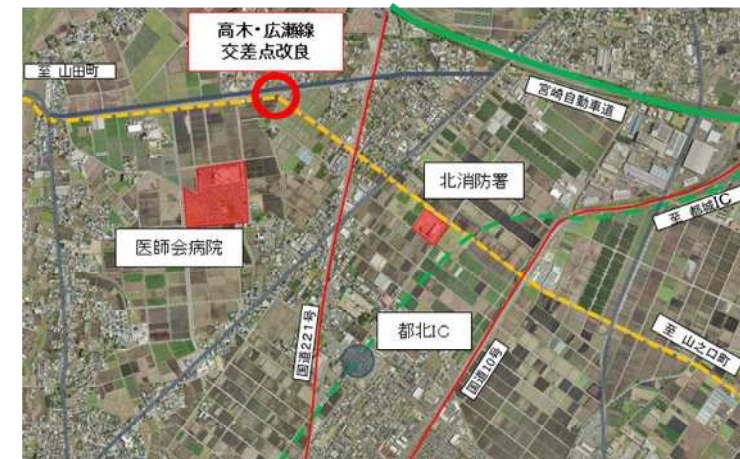 高木・広瀬線
交差点改良
至 山田町
宮崎自動車道
北消防署
至 都城IC
医師会病院
国道221号
都北IC
国道10号
至 山之口町